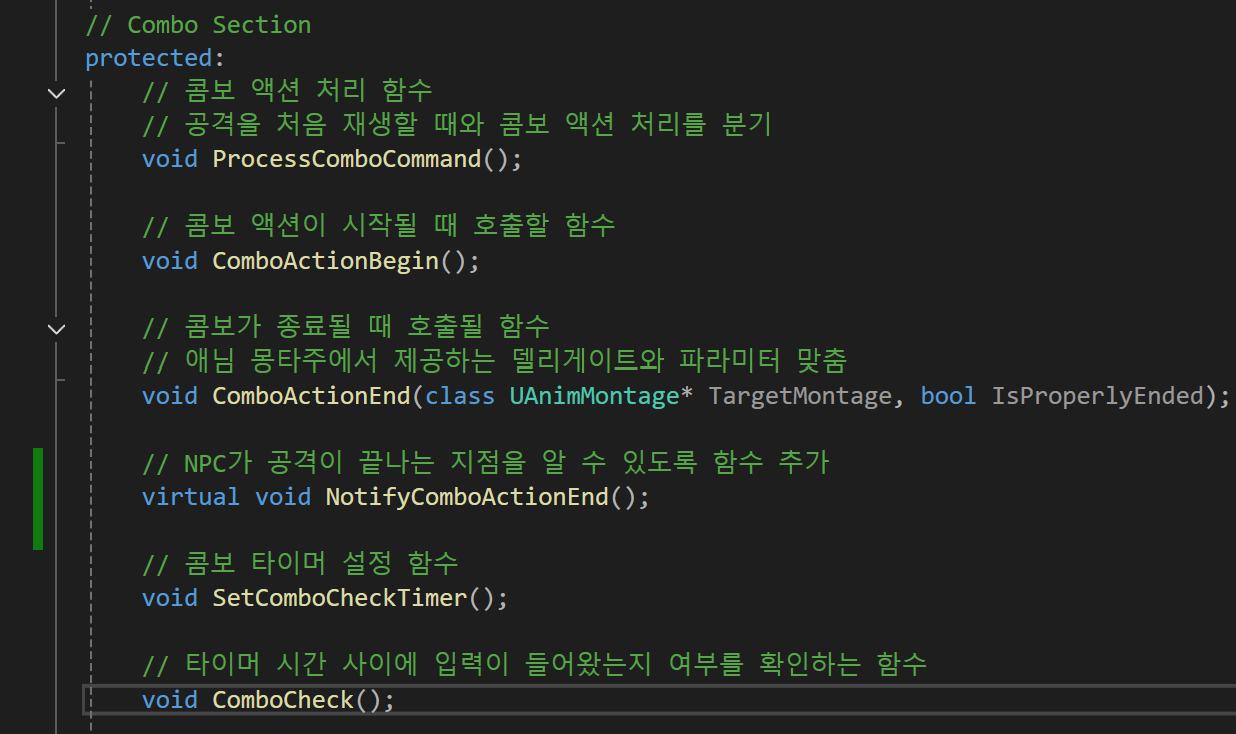 // Combo Section
protected:
// 콤보 액션 처리 함수
// 공격을 처음 재생할 때와 콤보 액션 처리를 분기
void ProcessComboCommand();
// 콤보 액션이 시작될 때 호출할 함수
void ComboActionBegin();
// 콤보가 종료될 때 호출될 함수
// 애님 몽타주에서 제공하는 델리게이트와 파라미터 맞춤
void ComboActionEnd(class UAnimMontage* TargetMontage, bool IsProperlyEnded);
// NPC가 공격이 끝나는 지점을 알 수 있도록 함수 추가
virtual void NotifyComboActionEnd();
// 콤보 타이머 설정 함수
void SetComboCheckTimer();
// 타이머 시간 사이에 입력이 들어왔는지 여부를 확인하는 함수
void ComboCheck();